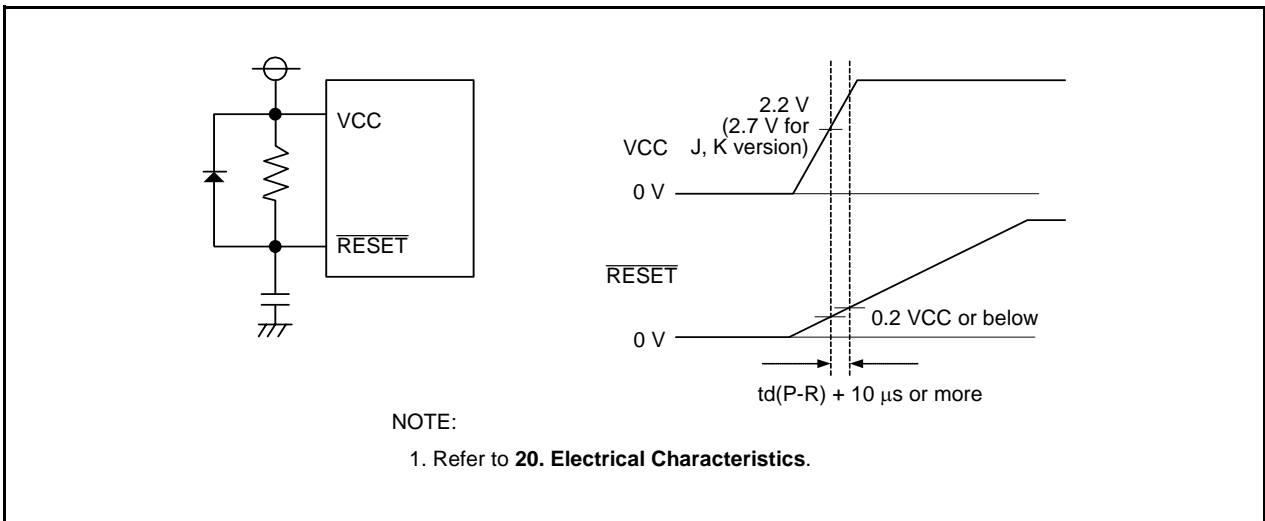 VCC
RESET
2.2 V
(2.7 V for
VCC J, K version)
0 V
RESET
0.2 VCC or below
0 V
td(P-R) + 10 μs or more
NOTE:
1. Refer to 20. Electrical Characteristics.